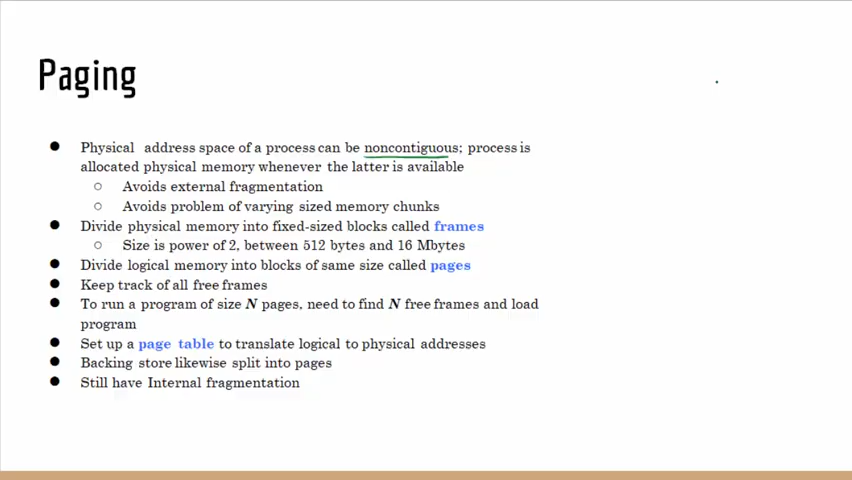 Paging
● Physical address space of a process can be noncontiguous; process is
allocated physical memory whenever the latter is available
○ Avoids external fragmentation
○ Avoids problem of varying sized memory chunks
● Divide physical memory into fixed-sized blocks called frames
○ Size is power of 2, between 512 bytes and 16 Mbytes
● Divide logical memory into blocks of same size called pages
● Keep track of all free frames
● To run a program of size N pages, need to find N free frames and load
program
● Set up a page table to translate logical to physical addresses
● Backing store likewise split into pages
● Still have Internal fragmentation